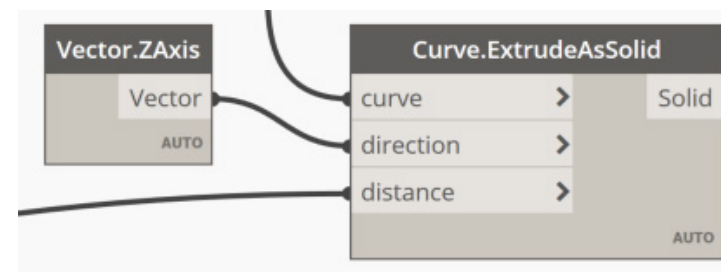 Vector.ZAxis
Vector
AUTO
Curve.ExtrudeAsSolid
curve > Solid
direction >
distance >
AUTO